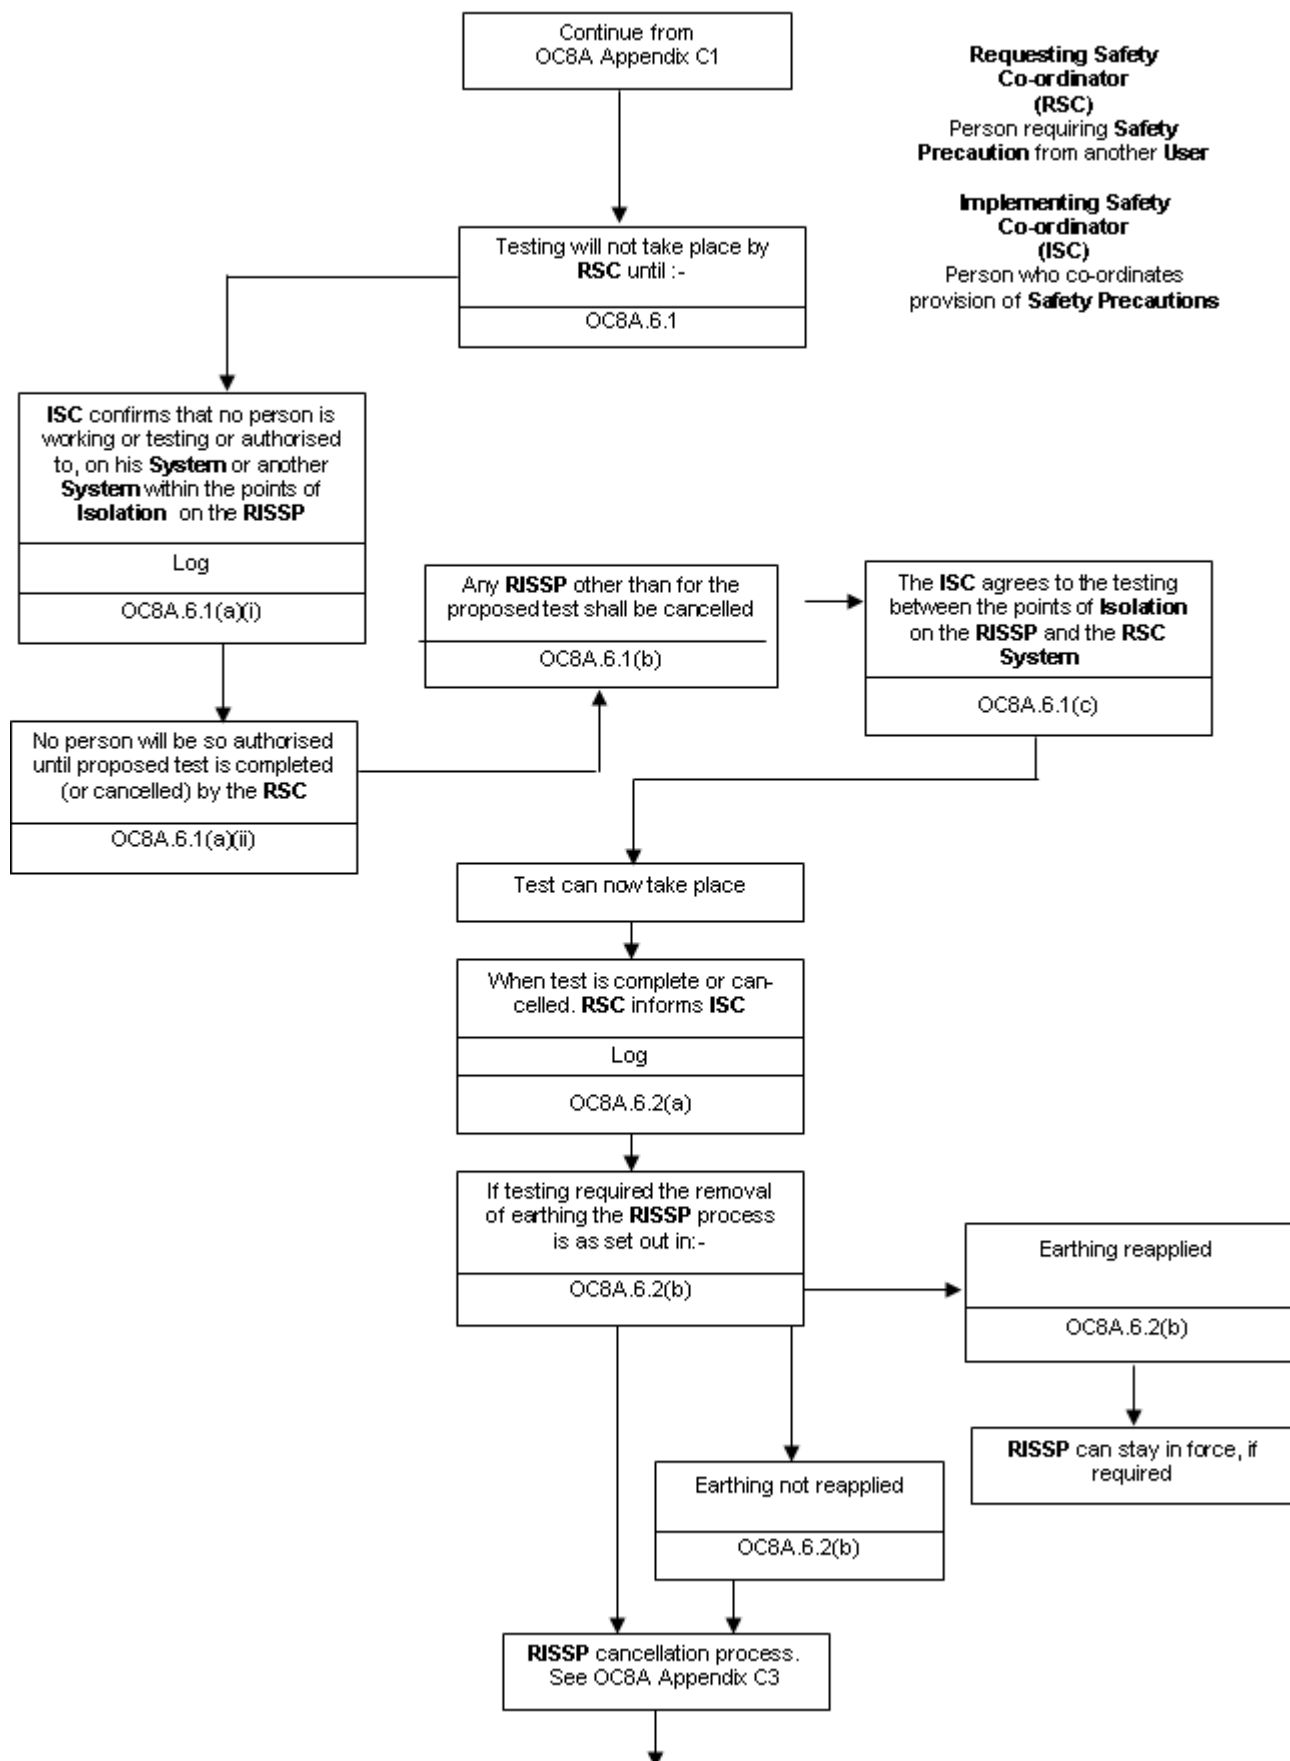 Continue from
OC8A Appendix C1
Requesting Safety
Co-ordinator
(RSC)
Person requiring Safety
Precaution from another User
Implementing Safety
Co-ordinator
(ISC)
Person who co-ordinates
provision of Safety Precautions
Testing will not take place by
RSC until :-
OC8A.6.1
ISC confirms that no person is
working or testing or authorised
to, on his System or another
System within the points of
Isolation on the RISSP
Log
OC8A.6.1(a)(i)
No person will be so authorised
until proposed test is completed
(or cancelled) by the RSC
OC8A.6.1(a)(ii)
Any RISSP other than for the
proposed test shall be cancelled
OC8A.6.1(b)
The ISC agrees to the testing
between the points of Isolation
on the RISSP and the RSC
System
OC8A.6.1(c)
Test can now take place
When test is complete or can-
celled. RSC informs ISC
Log
OC8A.6.2(a)
If testing required the removal
of earthing the RISSP process
is as set out in:-
OC8A.6.2(b)
Earthing reapplied
OC8A.6.2(b)
RISSP can stay in force, if
required
Earthing not reapplied
OC8A.6.2(b)
RISSP cancellation process.
See OC8A Appendix C3